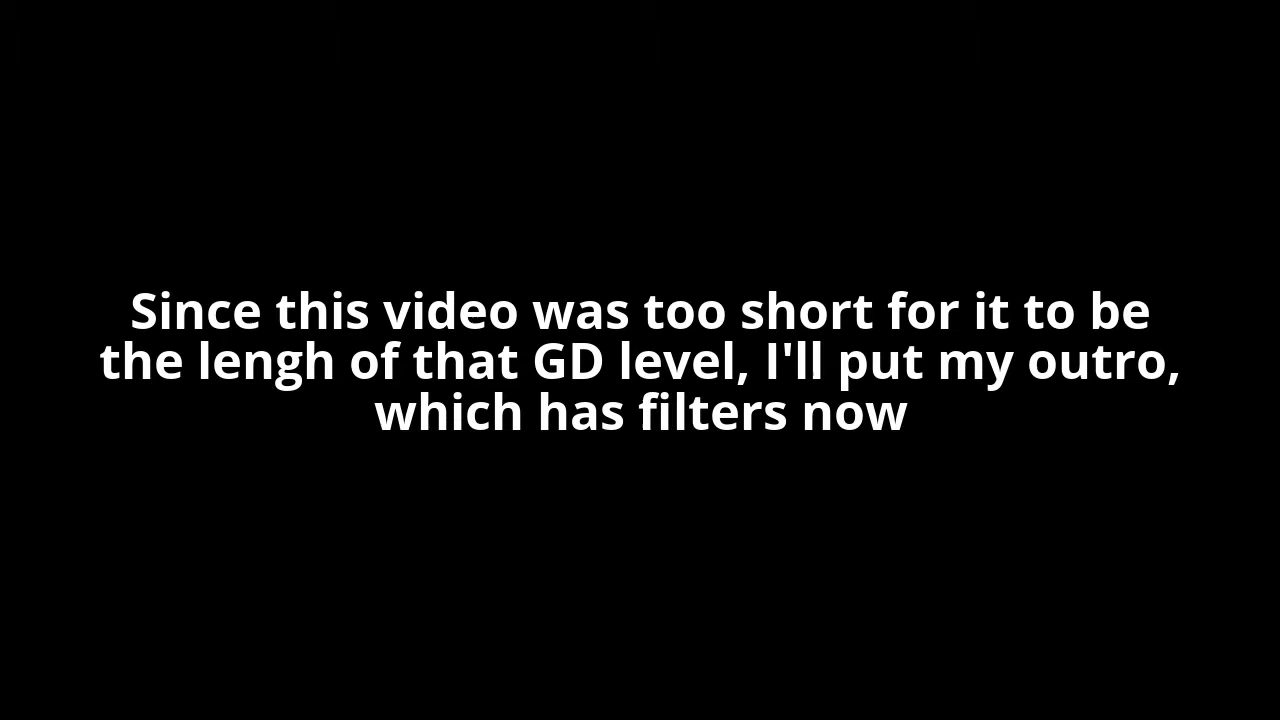 Since this video was too short for it to be
the lengh of that GD level, I'll put my outro,
which has filters now